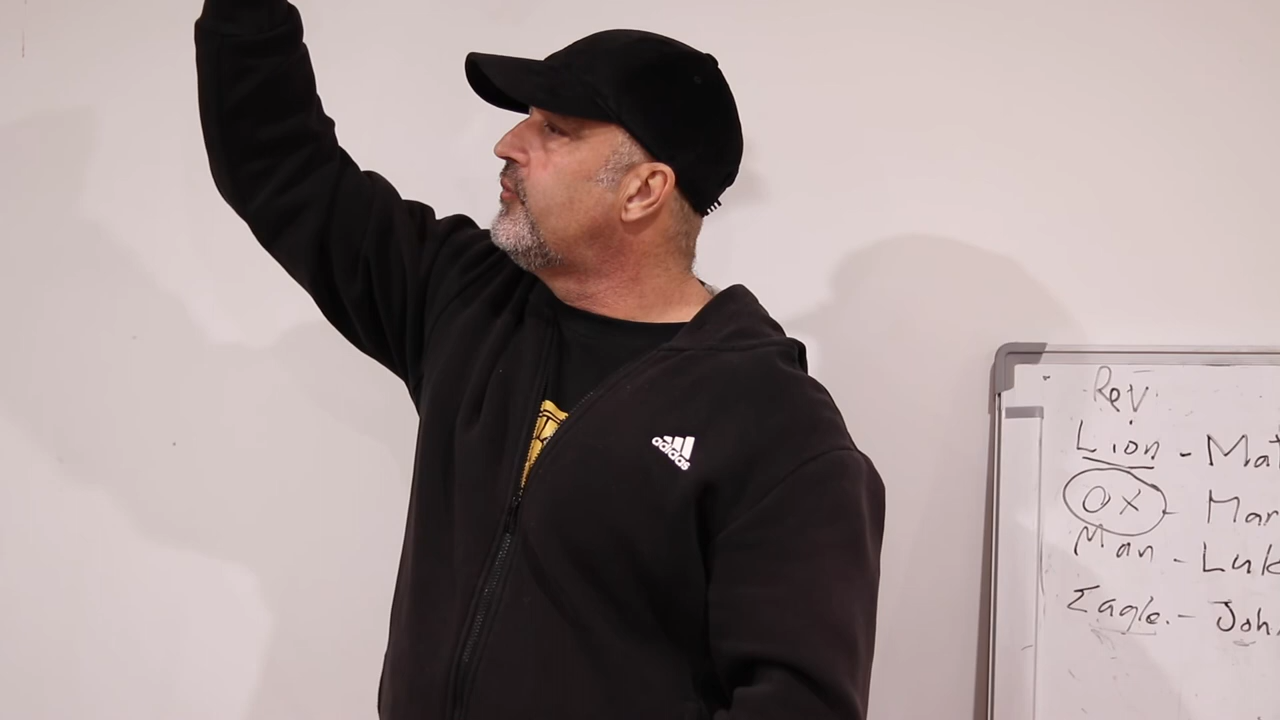 adidas
Rev.
Lion - Mat
OX - Mar
Man - Luk
Eagle. - Joh